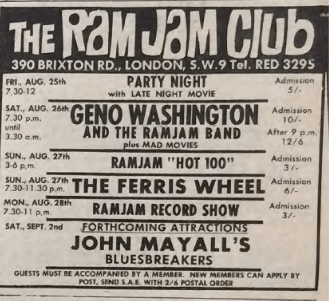 THE RAM JAM CLUB
390 BRIXTON RD., LONDON, S.W.9 Tel. RED 3295
FRI., AUG. 25th PARTY NIGHT Admission
7.30-12 with LATE NIGHT MOVIE 5/-
SAT., AUG. 26th GENO WASHINGTON Admission
7.30 p.m. 10/-
until AND THE RAMJAM BAND After 9 p.m.
3.30 a.m. plus MAD MOVIES 12/6
SUN., AUG. 27th RAMJAM "HOT 100" Admission
3-6 p.m. 3/-
SUN., AUG. 27th THE FERRIS WHEEL Admission
7.30-11.30 p.m. 6/-
MON., AUG. 28th RAMJAM RECORD SHOW Admission
7.30-11 p.m. 3/-
SAT., SEPT. 2nd FORTHCOMING ATTRACTIONS
JOHN MAYALL'S
BLUESBREAKERS
GUESTS MUST BE ACCOMPANIED BY A MEMBER. NEW MEMBERS CAN APPLY BY
POST, SEND S.A.E. WITH 2/6 POSTAL ORDER